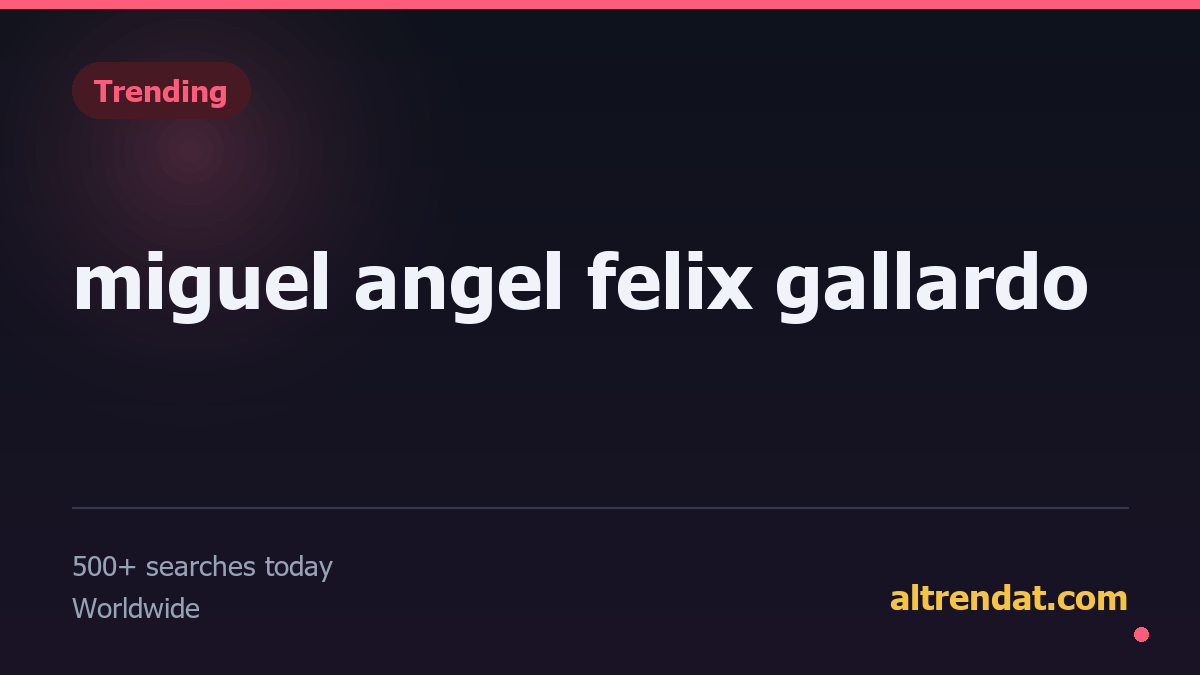 Trending
miguel angel felix gallardo
500+ searches today
Worldwide
altrendat.com